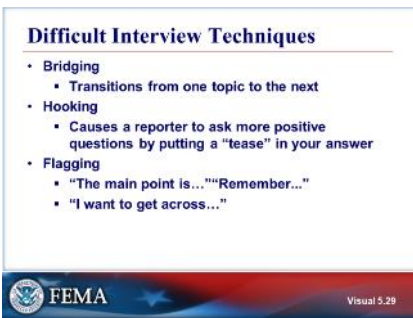 Difficult Interview Techniques
• Bridging
▪ Transitions from one topic to the next
• Hooking
▪ Causes a reporter to ask more positive
questions by putting a “tease” in your answer
• Flagging
▪ “The main point is…”“Remember...”
▪ “I want to get across…”
FEMA
Visual 5.29